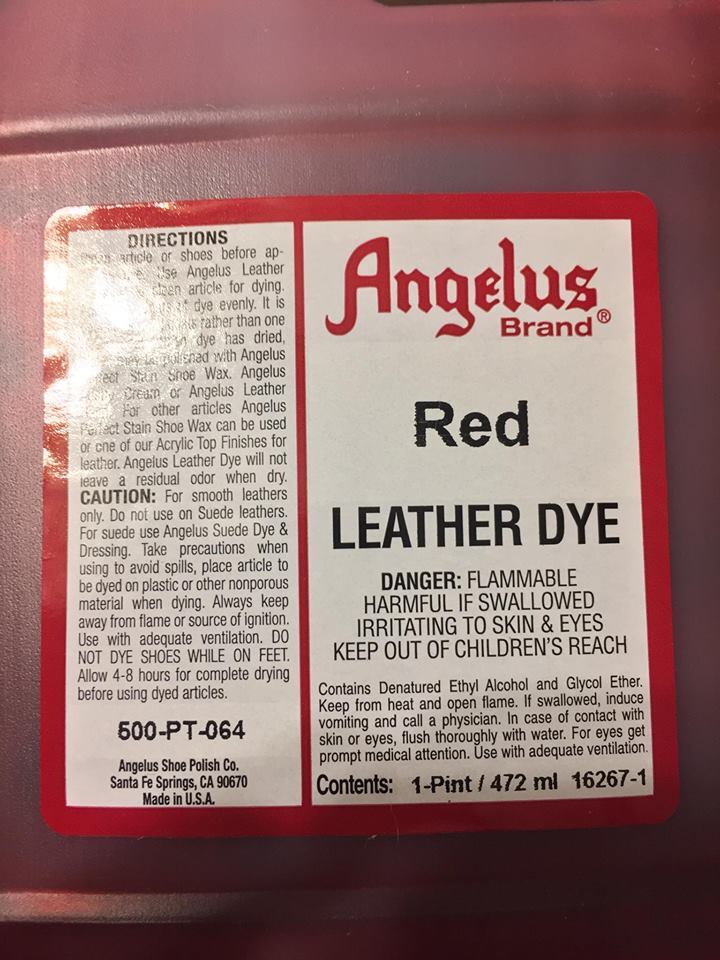 DIRECTIONS
article or shoes before ap-
Use Angelus Leather
clean article for dying.
dye evenly. It is
rather than one
dye has dried,
may be polished with Angelus
Perfect Stain Shoe Wax. Angelus
Cream or Angelus Leather
For other articles Angelus
Perfect Stain Shoe Wax can be used
or one of our Acrylic Top Finishes for
leather. Angelus Leather Dye will not
leave a residual odor when dry.
CAUTION: For smooth leathers
only. Do not use on Suede leathers.
For suede use Angelus Suede Dye &
Dressing. Take precautions when
using to avoid spills, place article to
be dyed on plastic or other nonporous
material when dying. Always keep
away from flame or source of ignition.
Use with adequate ventilation. DO
NOT DYE SHOES WHILE ON FEET.
Allow 4-8 hours for complete drying
before using dyed articles.
500-PT-064
Angelus Shoe Polish Co.
Santa Fe Springs, CA 90670
Made in U.S.A.
Angelus
Brand®
Red
LEATHER DYE
DANGER: FLAMMABLE
HARMFUL IF SWALLOWED
IRRITATING TO SKIN & EYES
KEEP OUT OF CHILDREN'S REACH
Contains Denatured Ethyl Alcohol and Glycol Ether.
Keep from heat and open flame. If swallowed, induce
vomiting and call a physician. In case of contact with
skin or eyes, flush thoroughly with water. For eyes get
prompt medical attention. Use with adequate ventilation.
Contents: 1-Pint / 472 ml 16267-1